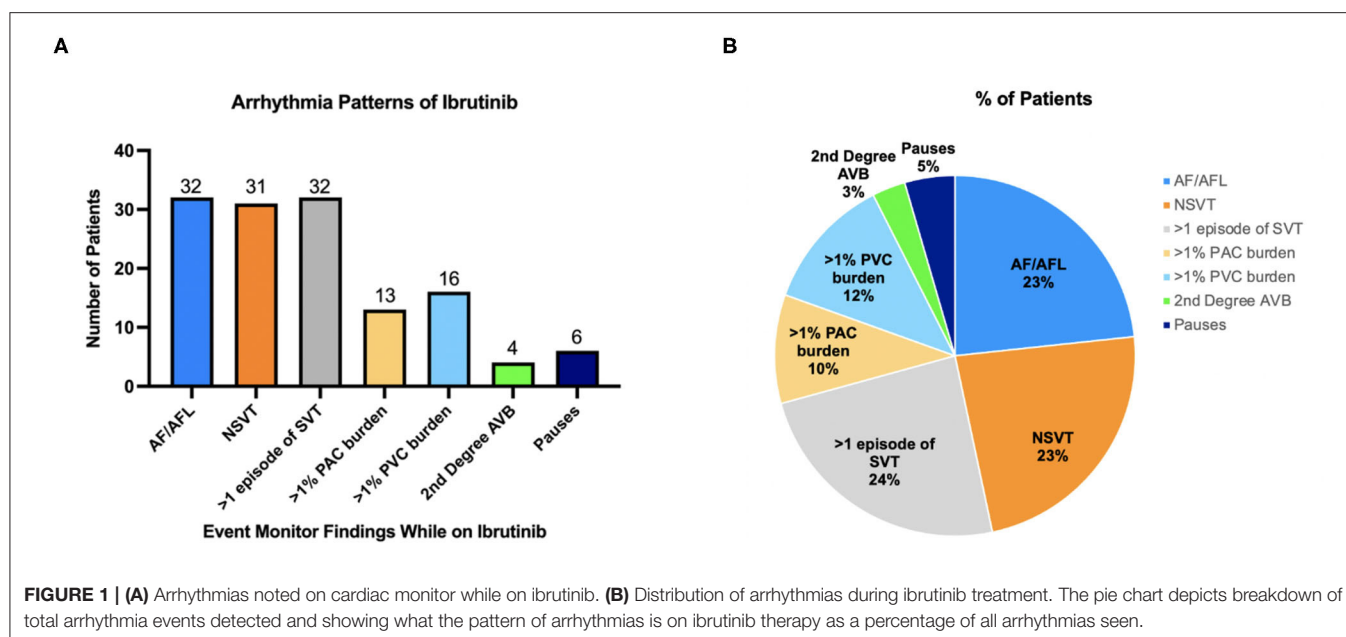 A
Arrhythmia Patterns of Ibrutinib
Number of Patients
40
30
20
10
0
32
31
32
13
16
4
6
AF/AFL
NSVT
>1 episode of SVT
>1% PAC burden
>1% PVC burden
2nd Degree AVB
Pauses
Event Monitor Findings While on Ibrutinib
B
% of Patients
Pauses
5%
2nd Degree
AVB
3%
>1% PVC
burden
12%
>1% PAC
burden
10%
>1 episode of
SVT
24%
AF/AFL
23%
NSVT
23%
AF/AFL
NSVT
>1 episode of SVT
>1% PAC burden
>1% PVC burden
2nd Degree AVB
Pauses
FIGURE 1 | (A) Arrhythmias noted on cardiac monitor while on ibrutinib. (B) Distribution of arrhythmias during ibrutinib treatment. The pie chart depicts breakdown of
total arrhythmia events detected and showing what the pattern of arrhythmias is on ibrutinib therapy as a percentage of all arrhythmias seen.